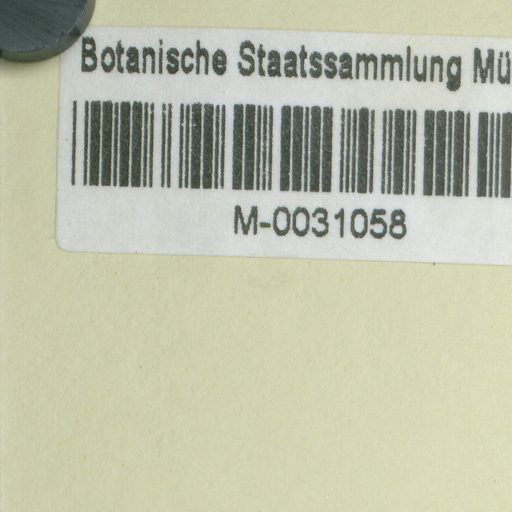 Botanische Staatssammlung Mü
M-0031058